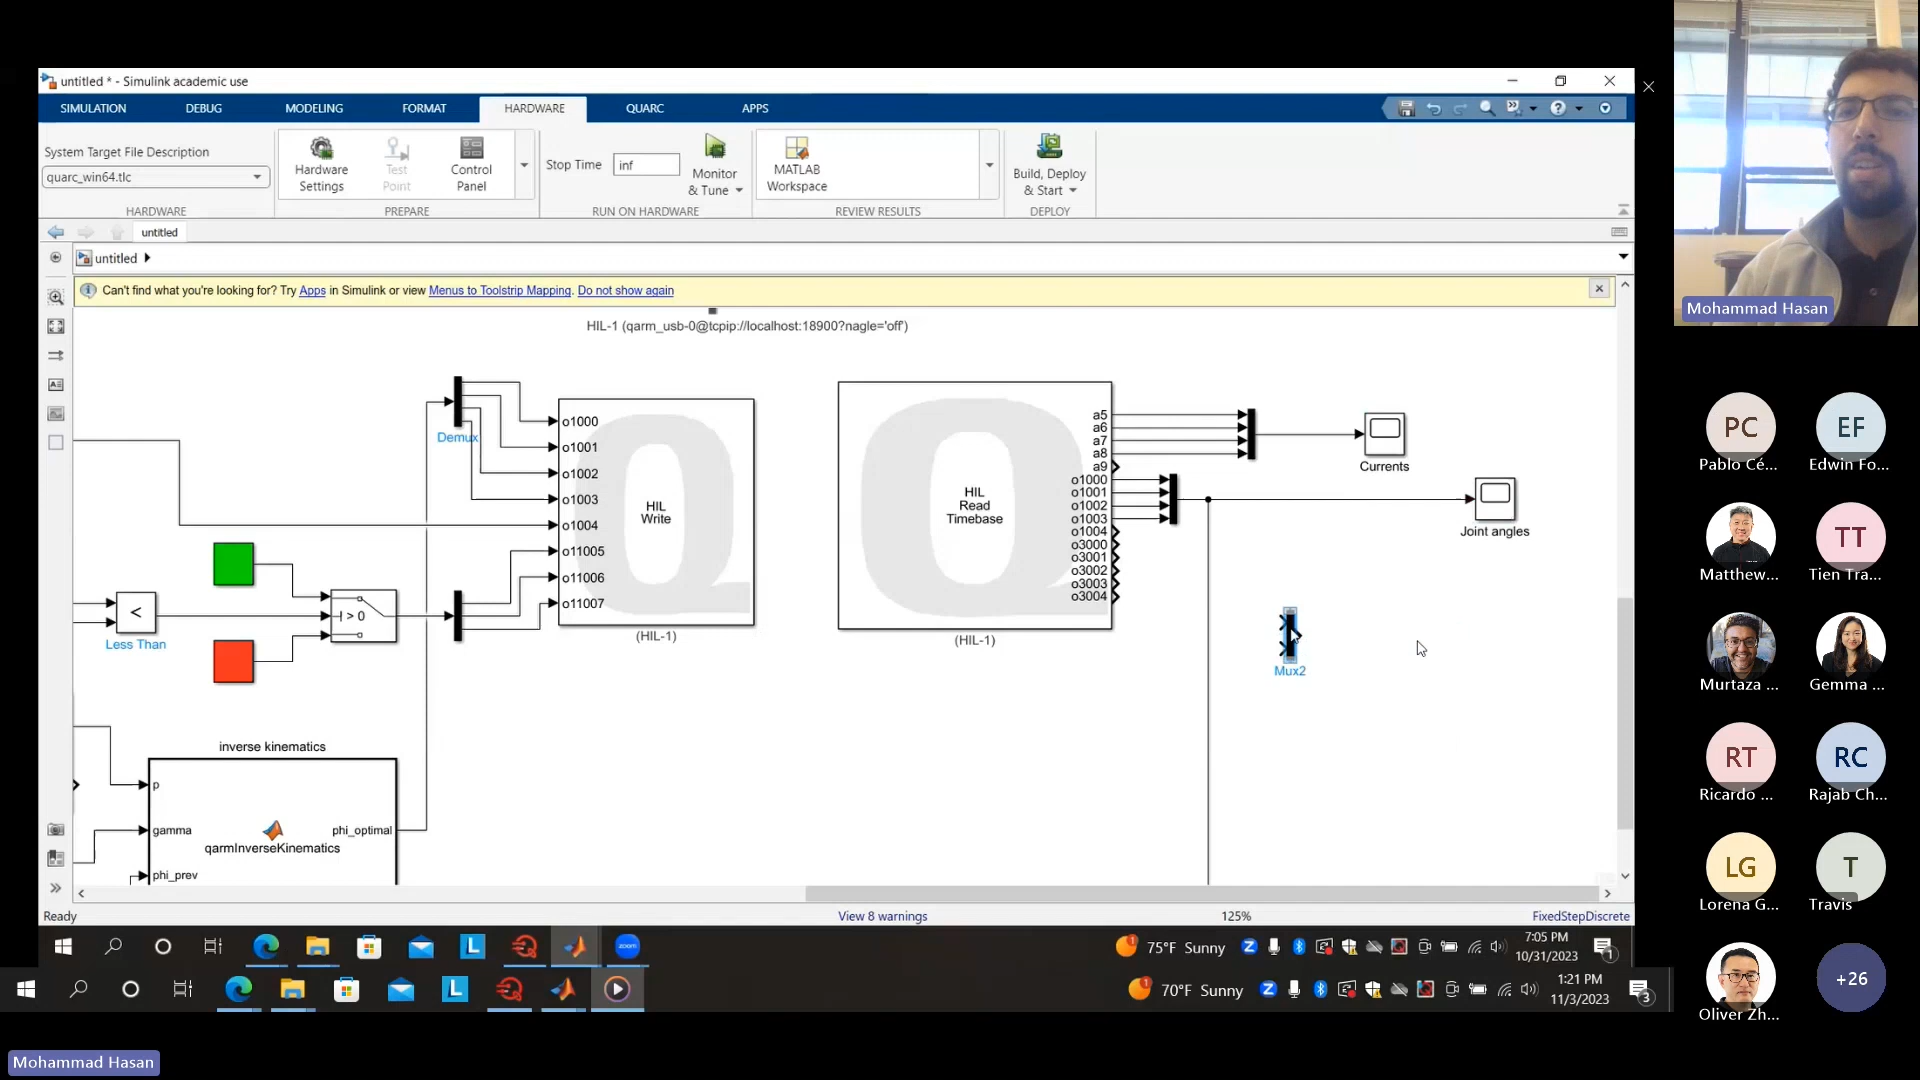 untitled * - Simulink academic use
SIMULATION
DEBUG
MODELING
FORMAT
HARDWARE
QUARC
APPS
System Target File Description
quarc_win64.tlc
HARDWARE
Hardware
Settings
Test
Point
Control
Panel
PREPARE
Stop Time
inf
Monitor
& Tune
RUN ON HARDWARE
MATLAB
Workspace
REVIEW RESULTS
Build, Deploy
& Start
DEPLOY
untitled
untitled
Can't find what you're looking for? Try Apps in Simulink or view Menus to Toolstrip Mapping. Do not show again
HIL-1 (qarm_usb-0@tcpip://localhost:18900?nagle='off')
Demux
o1000
o1001
o1002
o1003
o1004
o11005
o11006
o11007
HIL
Write
(HIL-1)
HIL
Read
Timebase
a5
a6
a7
a8
a9
o1000
o1001
o1002
o1003
o1004
o3000
o3001
o3002
o3003
o3004
(HIL-1)
Currents
Joint angles
Mux2
<
Less Than
> 0
inverse kinematics
p
gamma
phi_prev
qarmInverseKinematics
phi_optimal
Ready
View 8 warnings
125%
FixedStepDiscrete
L
zoom
75°F Sunny
7:05 PM
10/31/2023
1
L
70°F Sunny
1:21 PM
11/3/2023
3
Mohammad Hasan
Mohammad Hasan
PC
Pablo Cé...
EF
Edwin Fo...
Matthew...
TT
Tien Tra...
Murtaza ...
Gemma ...
RT
Ricardo ...
RC
Rajab Ch...
LG
Lorena G...
T
Travis
Oliver Zh...
+26